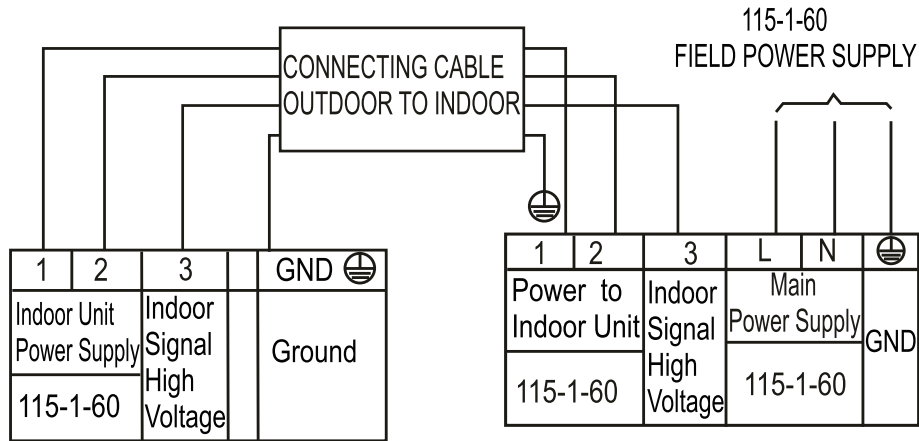 115-1-60
FIELD POWER SUPPLY
CONNECTING CABLE
OUTDOOR TO INDOOR
1 2 3 GND
Indoor Unit
Power Supply
115-1-60
Indoor
Signal
High
Voltage
Ground
1 2 3 L N
Power to
Indoor Unit
115-1-60
Indoor
Signal
High
Voltage
Main
Power Supply
115-1-60
GND